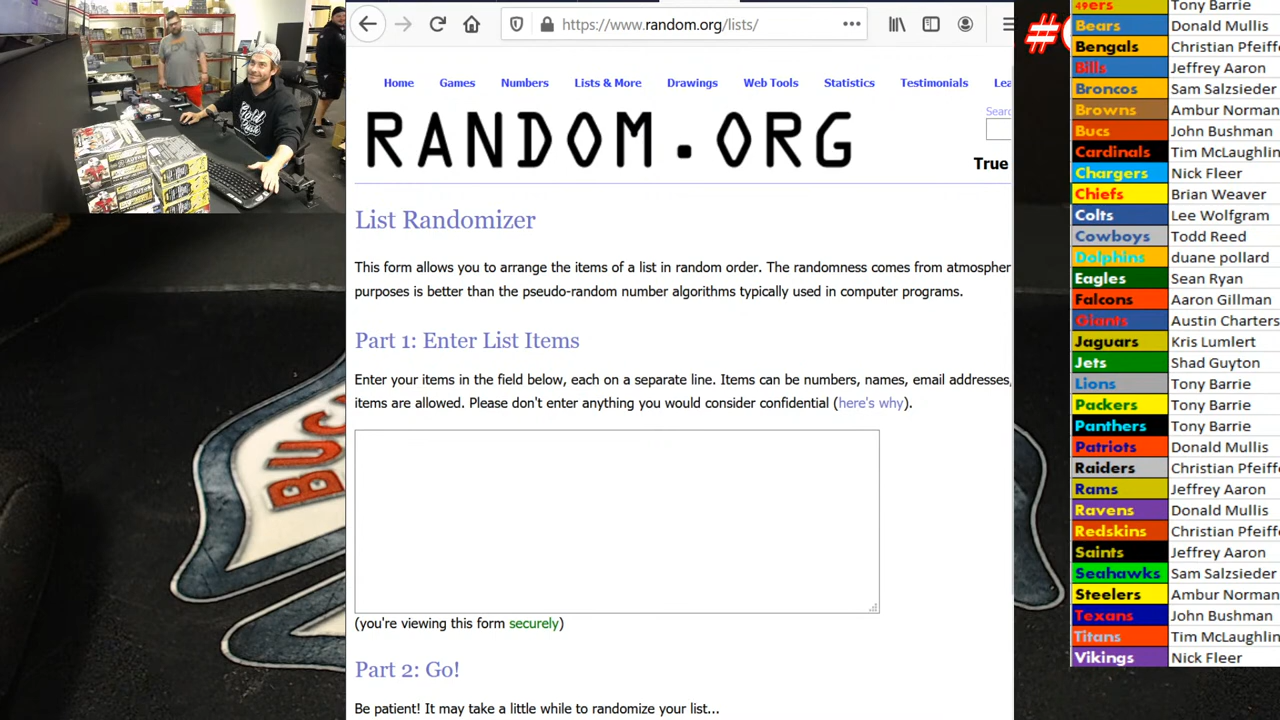 https://www.random.org/lists/
Home Games Numbers Lists & More Drawings Web Tools Statistics Testimonials
Searc
RANDOM.ORG
True
List Randomizer
This form allows you to arrange the items of a list in random order. The randomness comes from atmospher
purposes is better than the pseudo-random number algorithms typically used in computer programs.
Part 1: Enter List Items
Enter your items in the field below, each on a separate line. Items can be numbers, names, email addresses,
items are allowed. Please don't enter anything you would consider confidential (here's why).
(you're viewing this form securely)
Part 2: Go!
Be patient! It may take a little while to randomize your list...
#
49ers Tony Barrie
Bears Donald Mullis
Bengals Christian Pfeiff
Bills Jeffrey Aaron
Broncos Sam Salzsieder
Browns Ambur Norman
Bucs John Bushman
Cardinals Tim McLaughlin
Chargers Nick Fleer
Chiefs Brian Weaver
Colts Lee Wolfgram
Cowboys Todd Reed
Dolphins duane pollard
Eagles Sean Ryan
Falcons Aaron Gillman
Giants Austin Charters
Jaguars Kris Lumlert
Jets Shad Guyton
Lions Tony Barrie
Packers Tony Barrie
Panthers Tony Barrie
Patriots Donald Mullis
Raiders Christian Pfeiff
Rams Jeffrey Aaron
Ravens Donald Mullis
Redskins Christian Pfeiff
Saints Jeffrey Aaron
Seahawks Sam Salzsieder
Steelers Ambur Norman
Texans John Bushman
Titans Tim McLaughlin
Vikings Nick Fleer